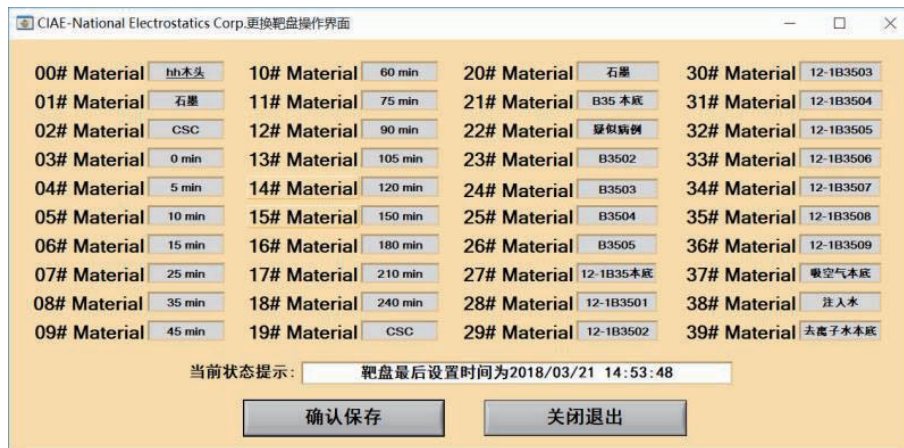 CIAE-National Electrostatics Corp.更换靶盘操作界面
00# Material hh木头 10# Material 60 min 20# Material 石墨 30# Material 12-1B3503
01# Material 石墨 11# Material 75 min 21# Material B35 本底 31# Material 12-1B3504
02# Material CSC 12# Material 90 min 22# Material 疑似病例 32# Material 12-1B3505
03# Material 0 min 13# Material 105 min 23# Material B3502 33# Material 12-1B3506
04# Material 5 min 14# Material 120 min 24# Material B3503 34# Material 12-1B3507
05# Material 10 min 15# Material 150 min 25# Material B3504 35# Material 12-1B3508
06# Material 15 min 16# Material 180 min 26# Material B3505 36# Material 12-1B3509
07# Material 25 min 17# Material 210 min 27# Material 12-1B35本底 37# Material 吸空气本底
08# Material 35 min 18# Material 240 min 28# Material 12-1B3501 38# Material 注入水
09# Material 45 min 19# Material CSC 29# Material 12-1B3502 39# Material 去离子水本底
当前状态提示: 靶盘最后设置时间为2018/03/21 14:53:48
确认保存 关闭退出